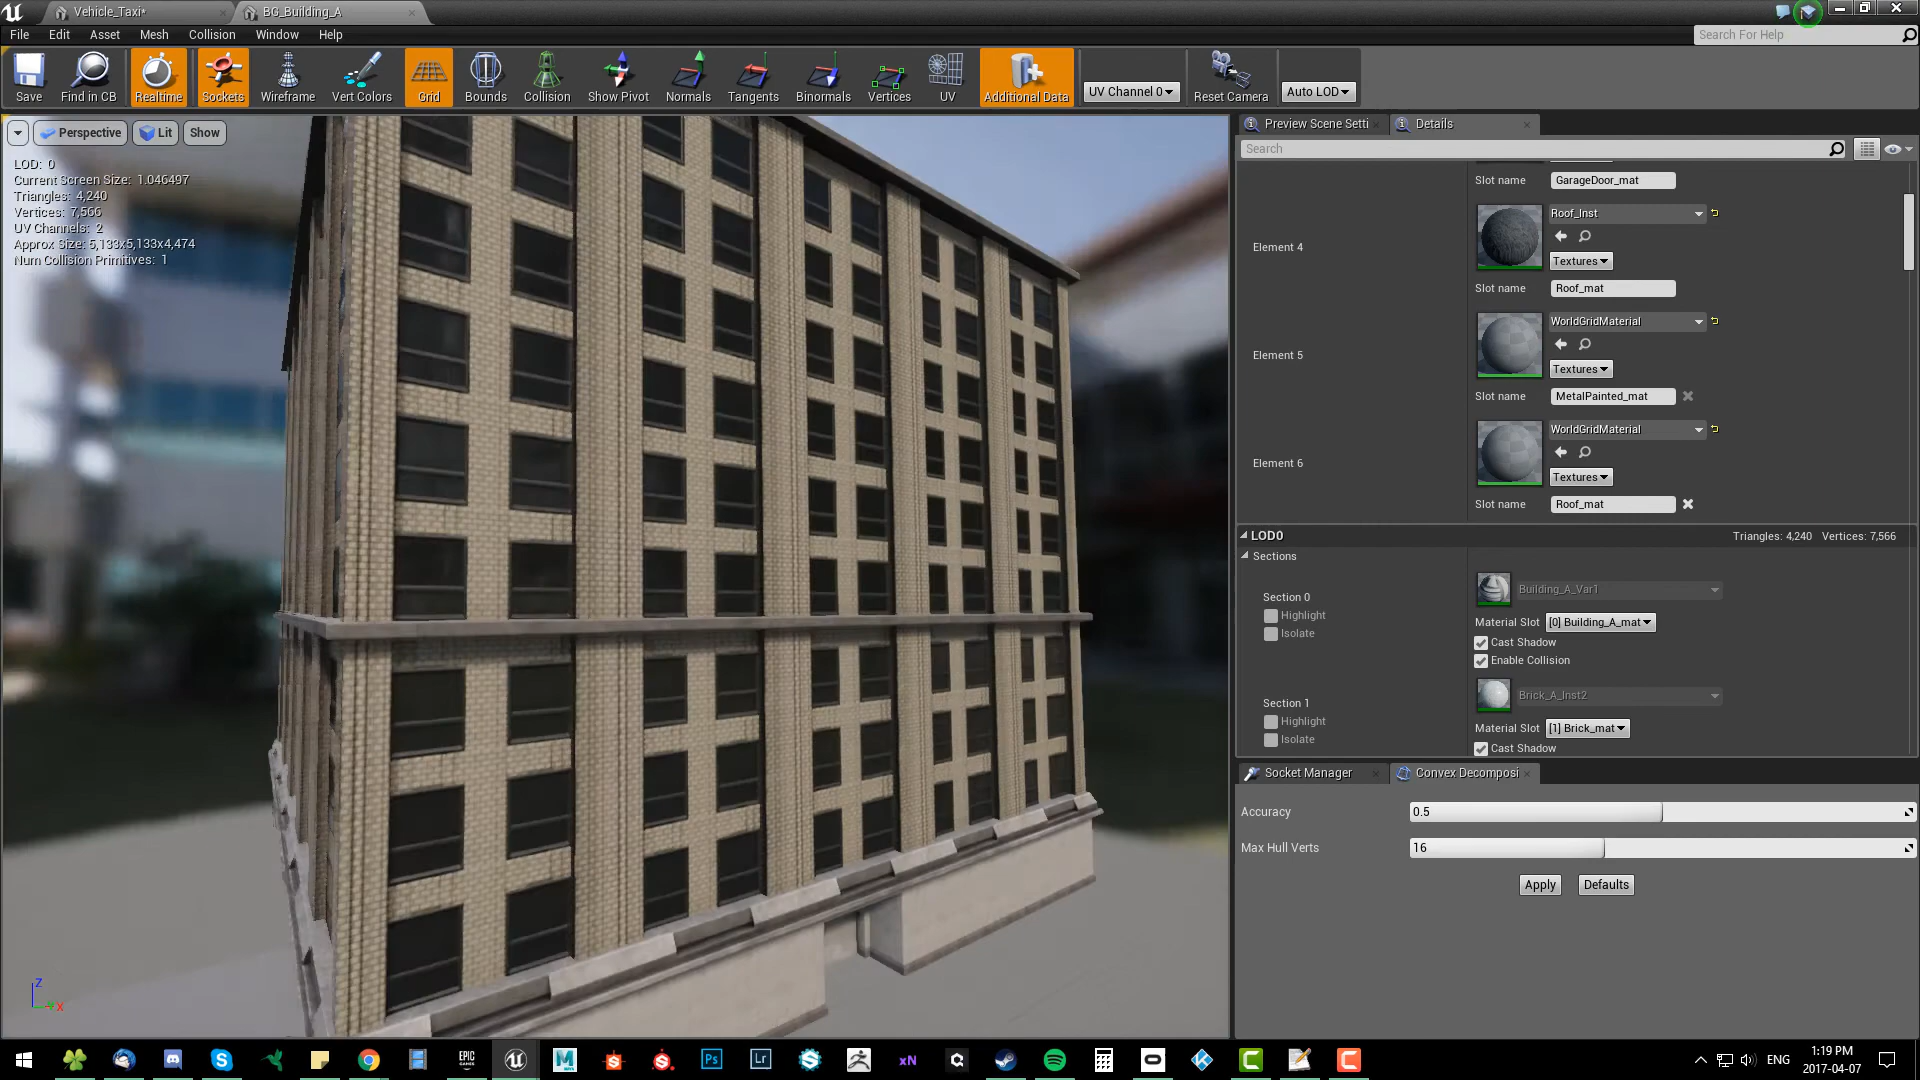 Vehicle_Taxi*
BG_Building_A
File Edit Asset Mesh Collision Window Help
Search For Help
Save Find in CB Realtime Sockets Wireframe Vert Colors Grid Bounds Collision Show Pivot Normals Tangents Binormals Vertices UV Additional Data UV Channel 0 Reset Camera Auto LOD
Perspective Lit Show
LOD: 0
Current Screen Size: 1.046497
Triangles: 4,240
Vertices: 7,566
UV Channels: 2
Approx Size: 5,133x5,133x4,474
Num Collision Primitives: 1
Z
X
Preview Scene Setti Details
Search
Slot name GarageDoor_mat
Element 4
Roof_Inst
Textures
Slot name Roof_mat
Element 5
WorldGridMaterial
Textures
Slot name MetalPainted_mat
Element 6
WorldGridMaterial
Textures
Slot name Roof_mat
LOD0 Triangles: 4,240 Vertices: 7,566
Sections
Section 0
Highlight
Isolate
Building_A_Var1
Material Slot [0] Building_A_mat
Cast Shadow
Enable Collision
Section 1
Highlight
Isolate
Brick_A_Inst2
Material Slot [1] Brick_mat
Cast Shadow
Socket Manager Convex Decomposi
Accuracy 0.5
Max Hull Verts 16
Apply Defaults
EPIC GAMES
M
Ps
Lr
xN
ENG
1:19 PM
2017-04-07